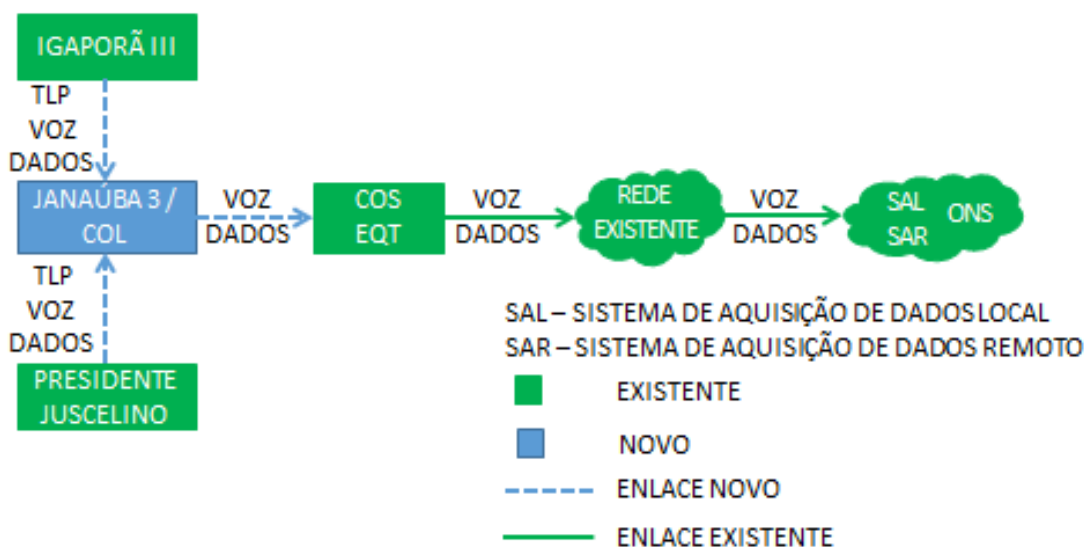 IGAPORÃ III
TLP
VOZ
DADOS
JANAÚBA 3 /
COL
VOZ
DADOS
COS
EQT
VOZ
DADOS
REDE
EXISTENTE
VOZ
DADOS
SAL
SAR
ONS
TLP
VOZ
DADOS
PRESIDENTE
JUSCELINO
SAL – SISTEMA DE AQUISIÇÃO DE DADOS LOCAL
SAR – SISTEMA DE AQUISIÇÃO DE DADOS REMOTO
EXISTENTE
NOVO
ENLACE NOVO
ENLACE EXISTENTE